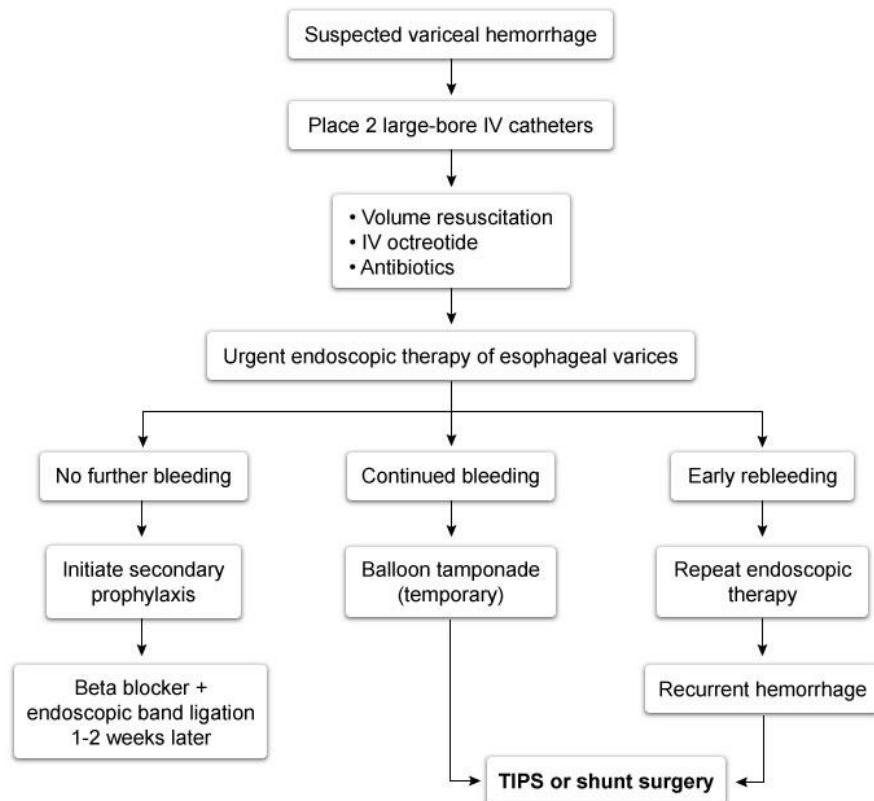 Suspected variceal hemorrhage
Place 2 large-bore IV catheters
• Volume resuscitation
• IV octreotide
• Antibiotics
Urgent endoscopic therapy of esophageal varices
No further bleeding
Continued bleeding
Early rebleeding
Initiate secondary
prophylaxis
Balloon tamponade
(temporary)
Repeat endoscopic
therapy
Beta blocker +
endoscopic band ligation
1-2 weeks later
Recurrent hemorrhage
TIPS or shunt surgery